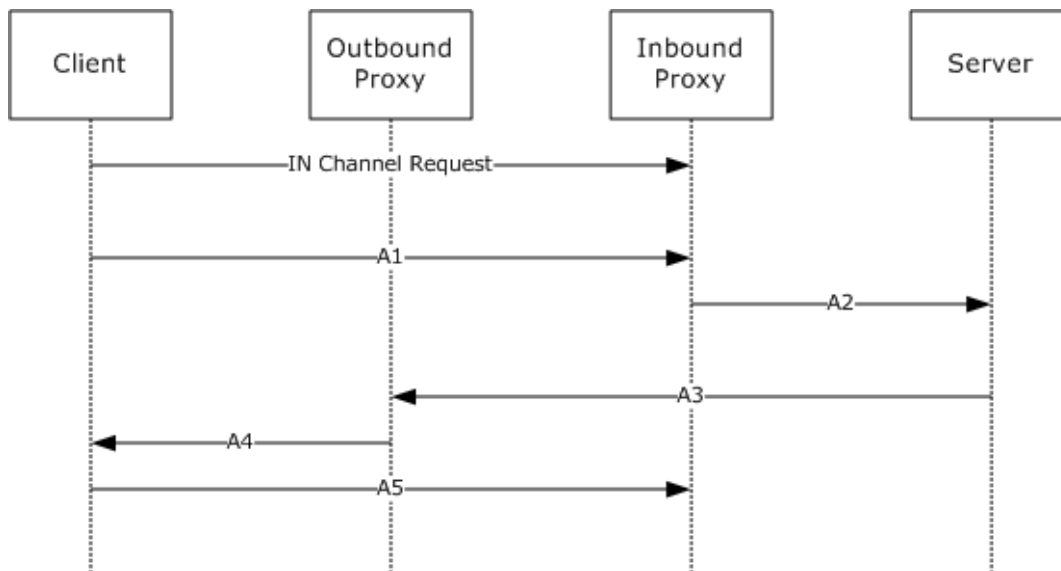 Client
Outbound
Proxy
Inbound
Proxy
Server
IN Channel Request
A1
A2
A3
A4
A5